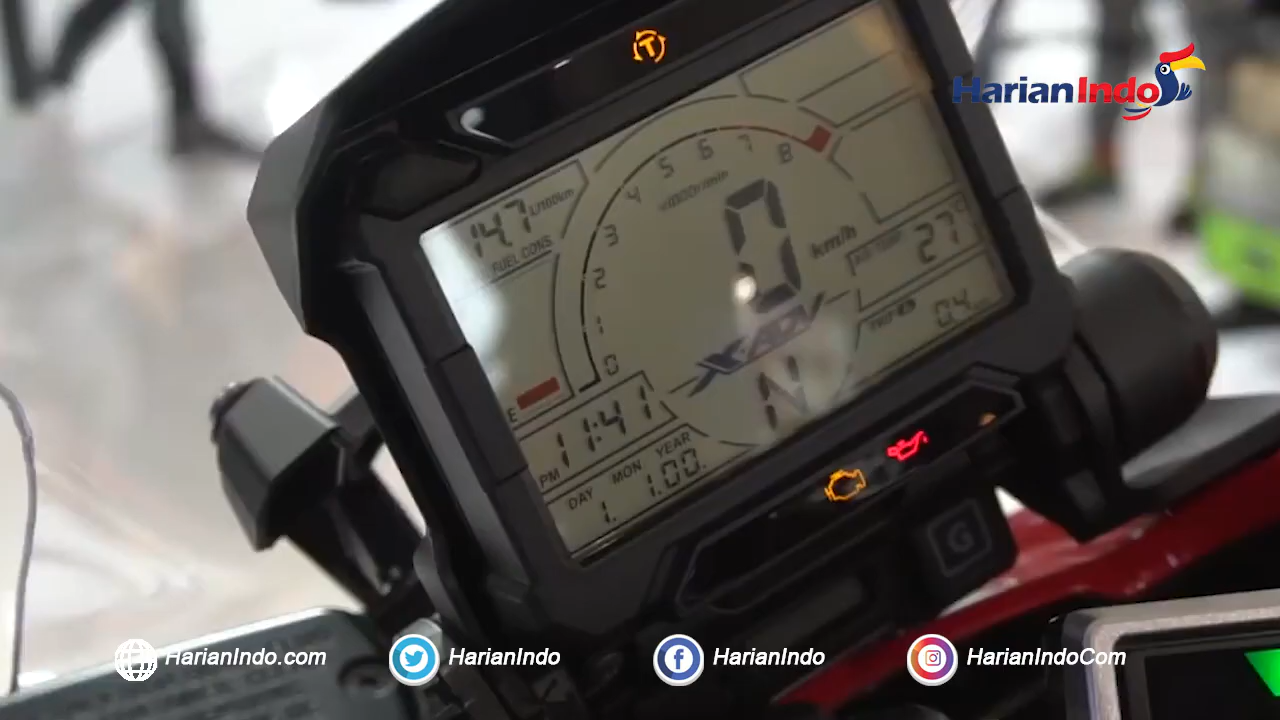 HarianIndo
T
14.7 L/100km
FUEL CONS
0 1 2 3 4 5 6 7 8
x1000r/min
0 km/h
AIR TEMP 27 °C
TRIP
0.4
X-ADV
N
E
PM 11:41
DAY MON YEAR
1. 1.00.
G
HarianIndo.com HarianIndo HarianIndo HarianIndoCom